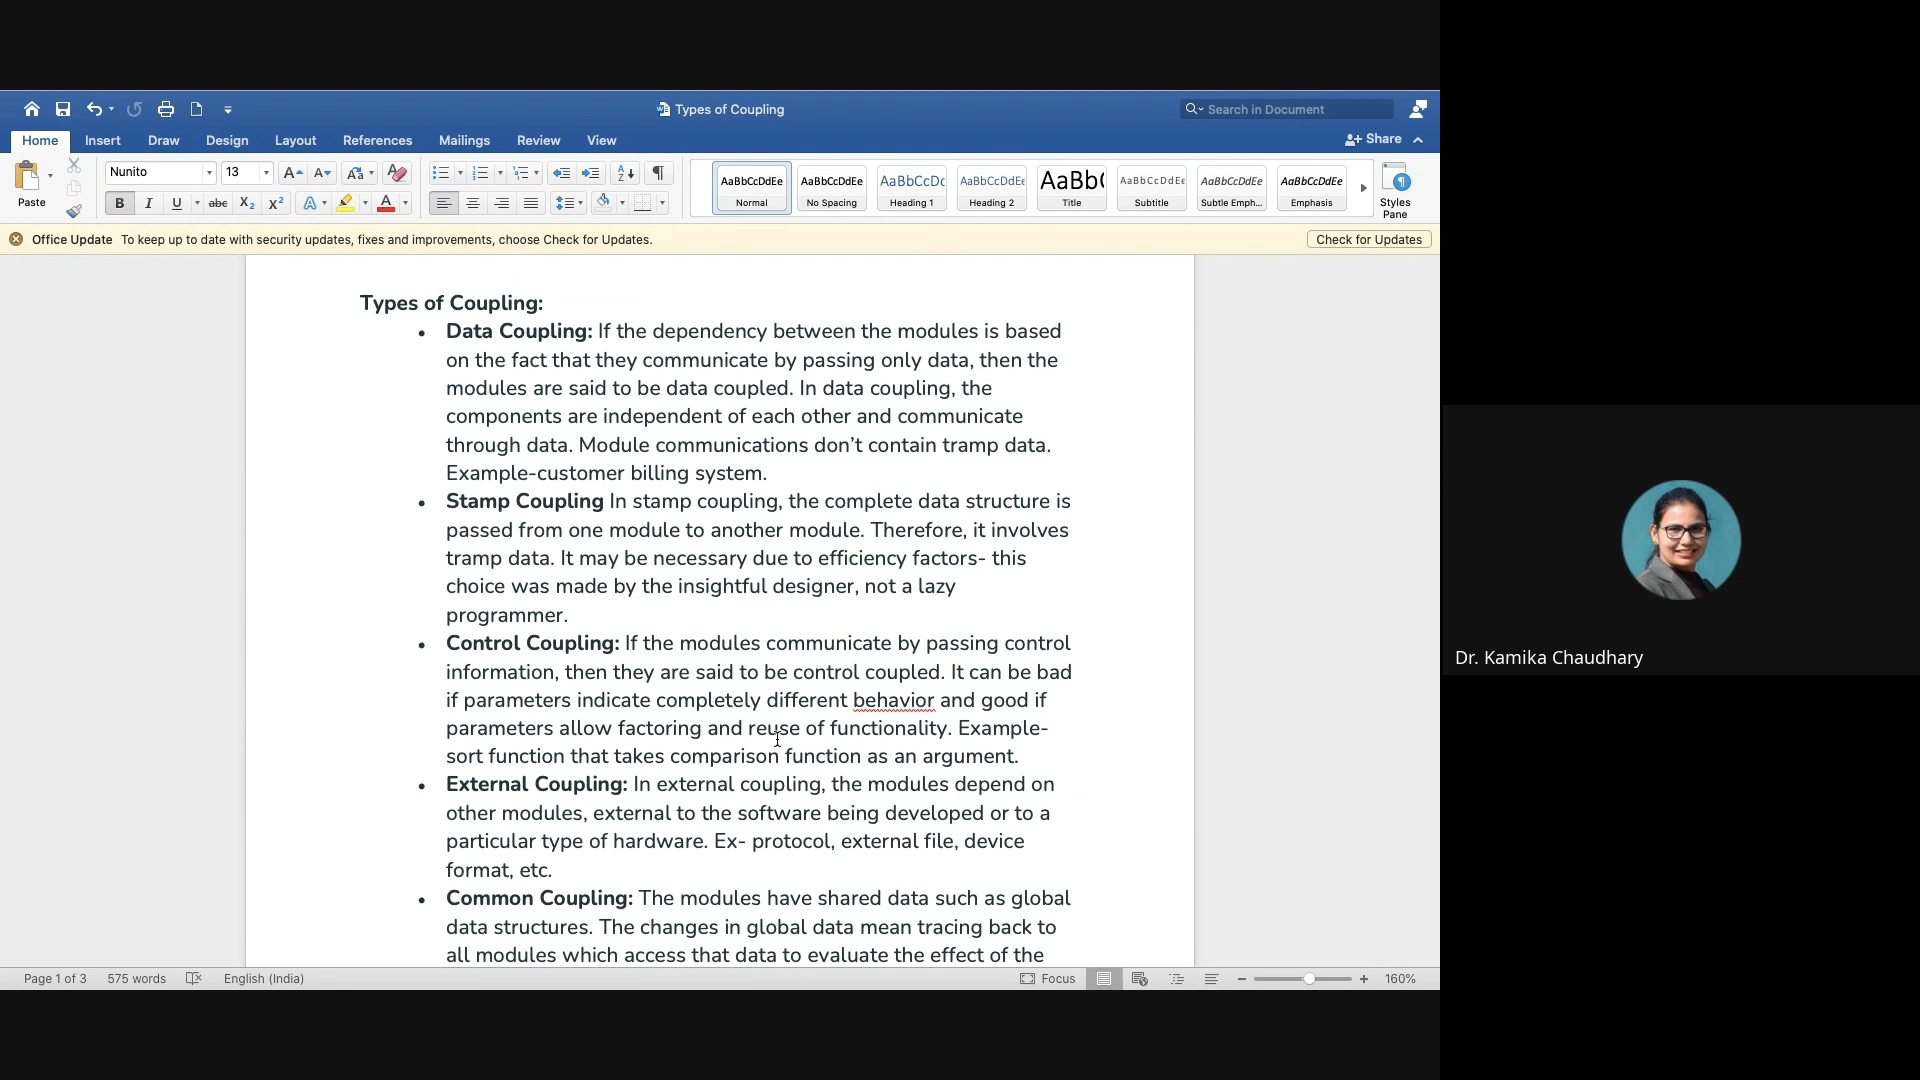 Types of Coupling
Search in Document
Home Insert Draw Design Layout References Mailings Review View
Share
Paste
Nunito 13
AaBbCcDdEe AaBbCcDdEe AaBbCcDc AaBbCcDdEe AaBb( AaBbCcDdEe AaBbCcDdEe AaBbCcDdEe
Normal No Spacing Heading 1 Heading 2 Title Subtitle Subtle Emph... Emphasis
Styles
Pane
Office Update To keep up to date with security updates, fixes and improvements, choose Check for Updates.
Check for Updates
Types of Coupling:
• Data Coupling: If the dependency between the modules is based
on the fact that they communicate by passing only data, then the
modules are said to be data coupled. In data coupling, the
components are independent of each other and communicate
through data. Module communications don’t contain tramp data.
Example-customer billing system.
• Stamp Coupling In stamp coupling, the complete data structure is
passed from one module to another module. Therefore, it involves
tramp data. It may be necessary due to efficiency factors- this
choice was made by the insightful designer, not a lazy
programmer.
• Control Coupling: If the modules communicate by passing control
information, then they are said to be control coupled. It can be bad
if parameters indicate completely different behavior and good if
parameters allow factoring and reuse of functionality. Example-
sort function that takes comparison function as an argument.
• External Coupling: In external coupling, the modules depend on
other modules, external to the software being developed or to a
particular type of hardware. Ex- protocol, external file, device
format, etc.
• Common Coupling: The modules have shared data such as global
data structures. The changes in global data mean tracing back to
all modules which access that data to evaluate the effect of the
Page 1 of 3 575 words English (India)
Focus
160%
Dr. Kamika Chaudhary